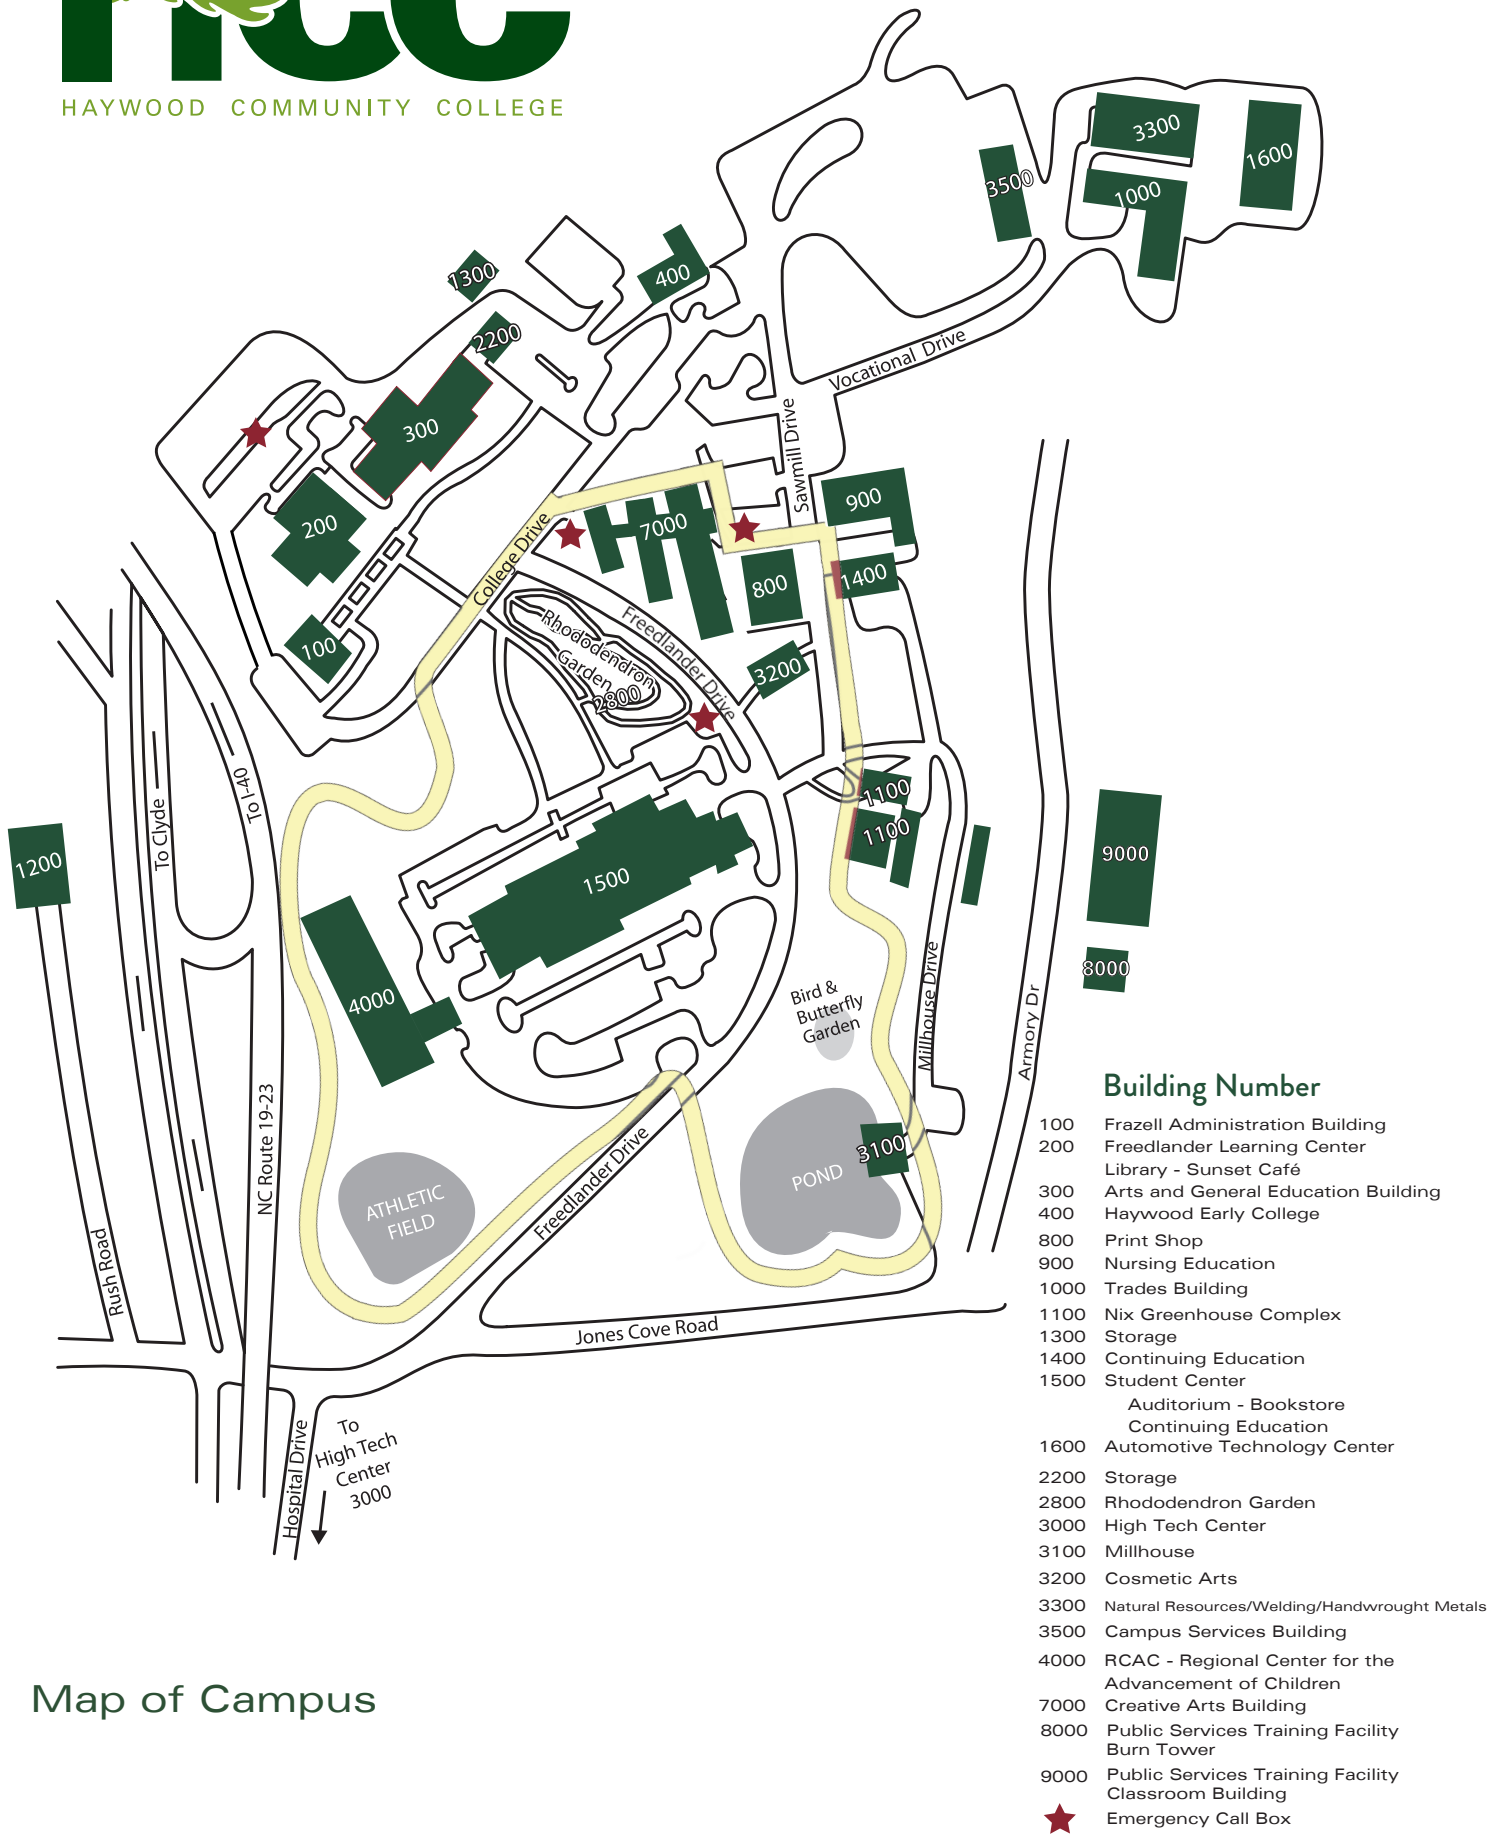 HCC
HAYWOOD COMMUNITY COLLEGE
3300
1600
3500
1000
1300
400
2200
Vocational Drive
300
Sawmill Drive
900
200
7000
College Drive
1400
800
100
Rhododendron
Garden
2800
Freedlander Drive
3200
To I-40
To Clyde
1100
1100
1200
1500
9000
8000
4000
Bird &
Butterfly
Garden
Millhouse Drive
Armory Dr
NC Route 19-23
3100
POND
ATHLETIC
FIELD
Freedlander Drive
Rush Road
Jones Cove Road
Hospital Drive
To
High Tech
Center
3000
Building Number
100 Frazell Administration Building
200 Freedlander Learning Center
Library - Sunset Café
300 Arts and General Education Building
400 Haywood Early College
800 Print Shop
900 Nursing Education
1000 Trades Building
1100 Nix Greenhouse Complex
1300 Storage
1400 Continuing Education
1500 Student Center
Auditorium - Bookstore
Continuing Education
1600 Automotive Technology Center
2200 Storage
2800 Rhododendron Garden
3000 High Tech Center
3100 Millhouse
3200 Cosmetic Arts
3300 Natural Resources/Welding/Handwrought Metals
3500 Campus Services Building
4000 RCAC - Regional Center for the
Advancement of Children
7000 Creative Arts Building
8000 Public Services Training Facility
Burn Tower
9000 Public Services Training Facility
Classroom Building
Emergency Call Box
Map of Campus